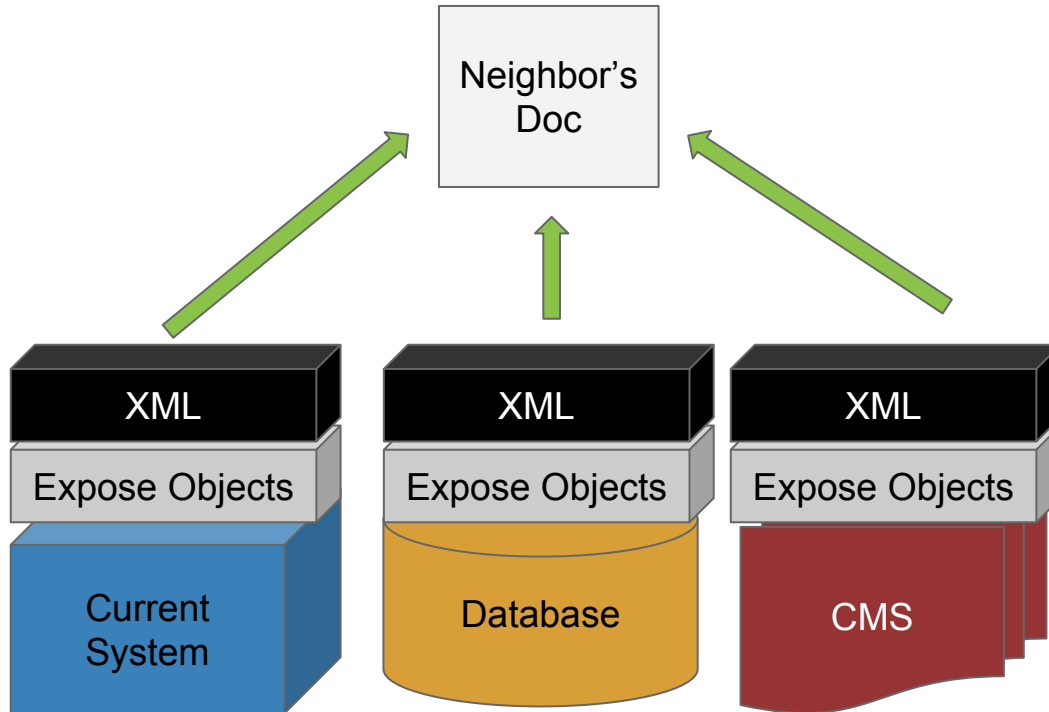 Neighbor’s
Doc
XML
XML
XML
Expose Objects
Expose Objects
Expose Objects
Current
System
Database
CMS